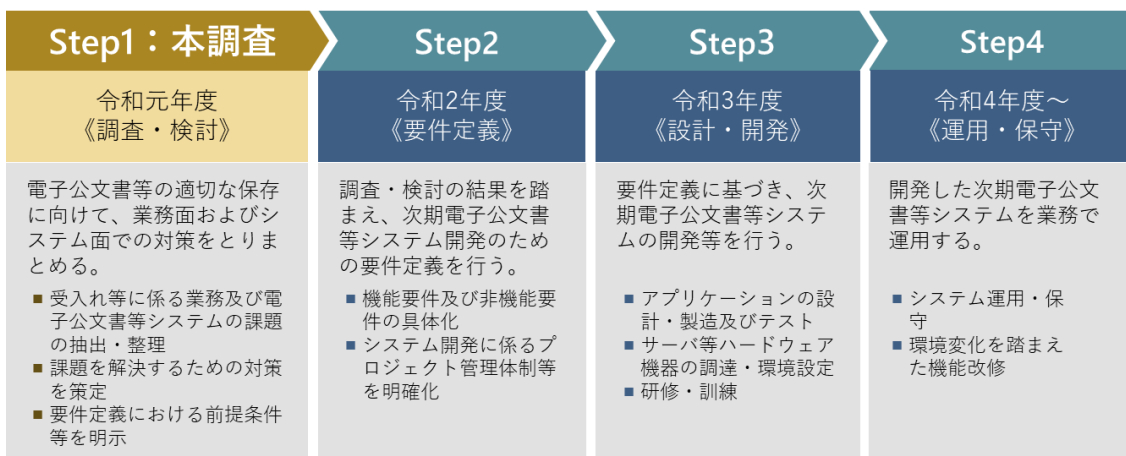 Step1：本調査
令和元年度
《調査・検討》
電子公文書等の適切な保存
に向けて、業務面およびシ
ステム面での対策をとりま
とめる。
■受入れ等に係る業務及び電
子公文書等システムの課題
の抽出・整理
■課題を解決するための対策
を策定
■要件定義における前提条件
等を明示
Step2
令和2年度
《要件定義》
調査・検討の結果を踏
まえ、次期電子公文書
等システム開発のため
の要件定義を行う。
■機能要件及び非機能要
件の具体化
■システム開発に係るプ
ロジェクト管理体制等
を明確化
Step3
令和3年度
《設計・開発》
要件定義に基づき、次
期電子公文書等システ
ムの開発等を行う。
■アプリケーションの設
計・製造及びテスト
■サーバ等ハードウェア
機器の調達・環境設定
■研修・訓練
Step4
令和4年度～
《運用・保守》
開発した次期電子公文
書等システムを業務で
運用する。
■システム運用・保
守
■環境変化を踏まえ
た機能改修